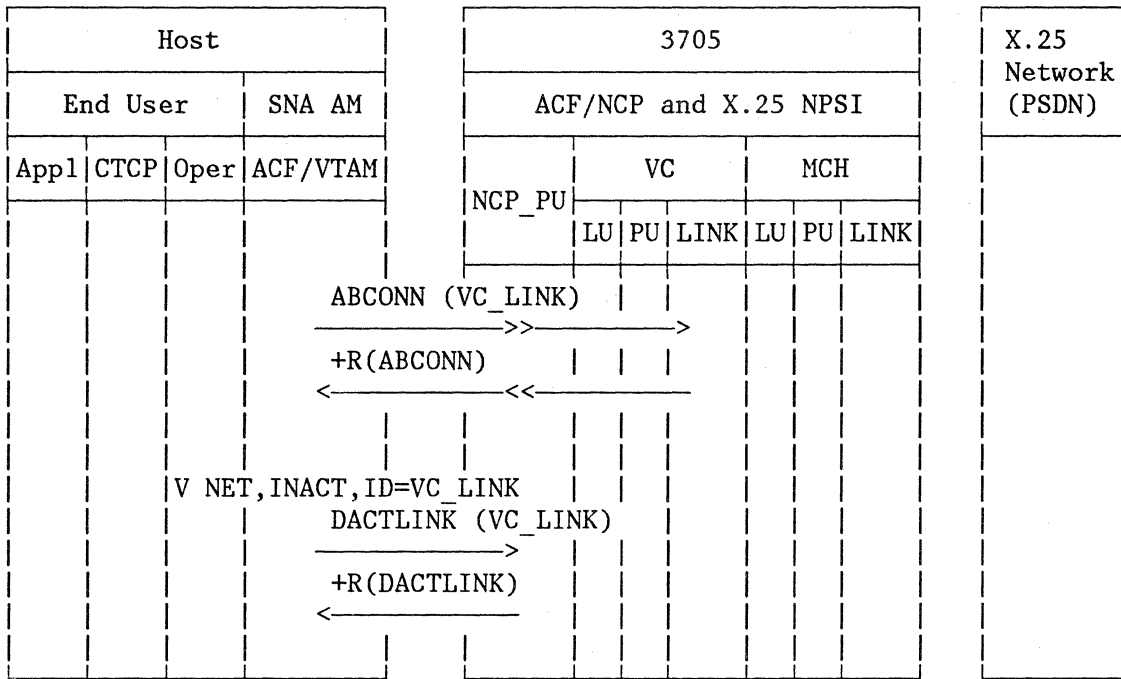 Host 3705 X.25
Network
End User SNA AM ACF/NCP and X.25 NPSI (PSDN)
Appl CTCP Oper ACF/VTAM VC MCH
NCP_PU
LU PU LINK LU PU LINK
ABCONN (VC_LINK)
+R(ABCONN)
V NET,INACT,ID=VC_LINK
DACTLINK (VC_LINK)
+R(DACTLINK)